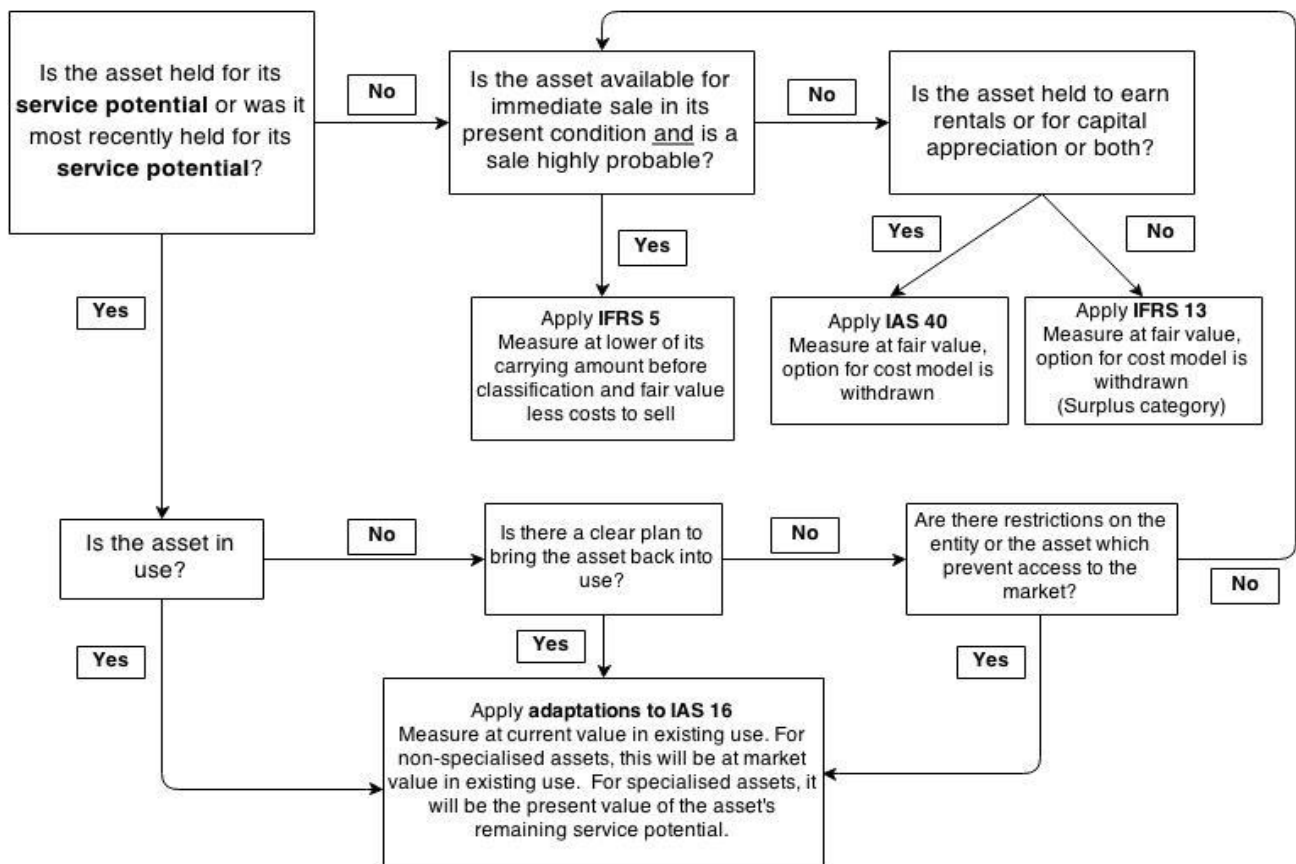 Is the asset held for its
service potential or was it
most recently held for its
service potential?
No
Is the asset available for
immediate sale in its
present condition and is a
sale highly probable?
No
Is the asset held to earn
rentals or for capital
appreciation or both?
Yes
Yes
Yes
No
Apply IFRS 5
Measure at lower of its
carrying amount before
classification and fair value
less costs to sell
Apply IAS 40
Measure at fair value,
option for cost model is
withdrawn
Apply IFRS 13
Measure at fair value,
option for cost model is
withdrawn
(Surplus category)
Is the asset in
use?
No
Is there a clear plan to
bring the asset back into
use?
No
Are there restrictions on the
entity or the asset which
prevent access to the
market?
No
Yes
Yes
Yes
Apply adaptations to IAS 16
Measure at current value in existing use. For
non-specialised assets, this will be at market
value in existing use.  For specialised assets, it
will be the present value of the asset's
remaining service potential.